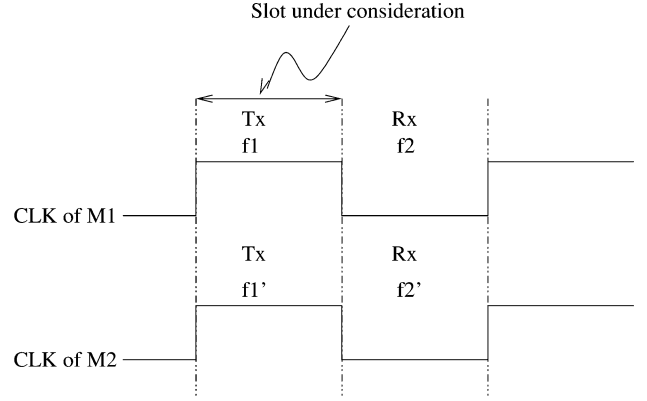 Slot under consideration
Tx Rx
f1 f2
CLK of M1
Tx Rx
f1' f2'
CLK of M2